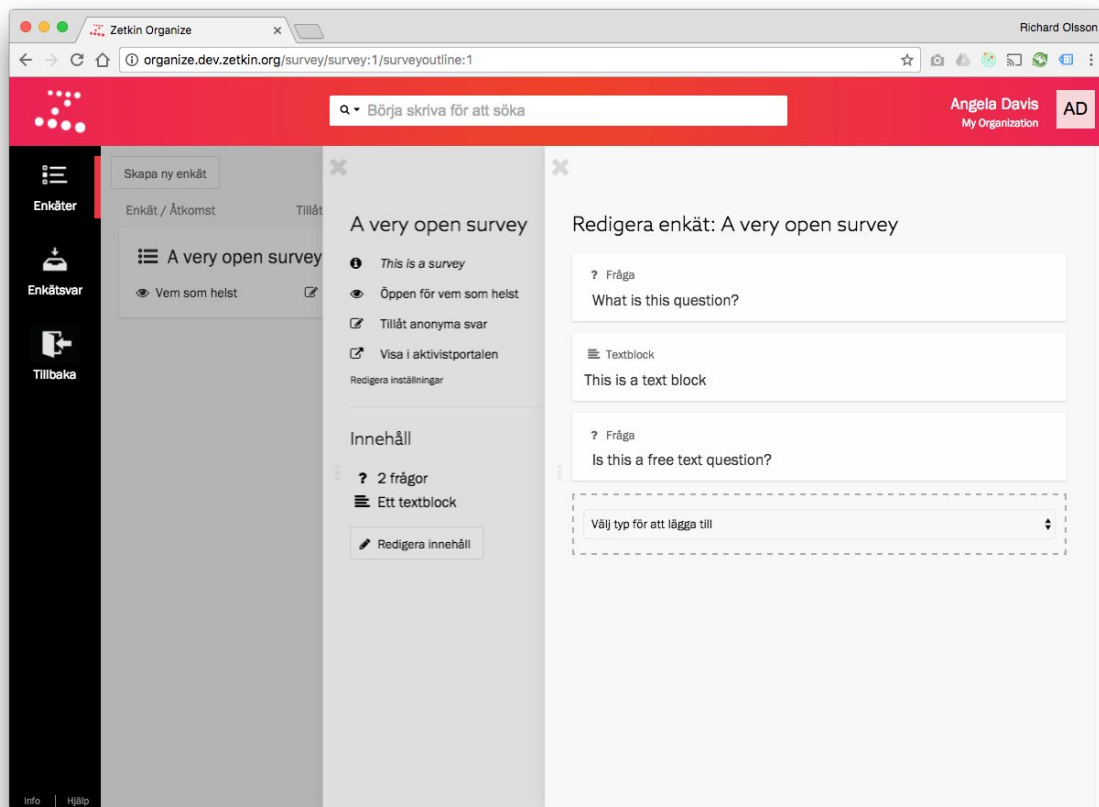 Zetkin Organize
Richard Olsson
organize.dev.zetkin.org/survey/survey:1/surveyoutline:1
Börja skriva för att söka
Angela Davis
My Organization
AD
Enkäter
Enkätsvar
Tillbaka
Info | Hjälp
Skapa ny enkät
Enkät / Åtkomst Tillåt
A very open survey
Vem som helst
A very open survey
This is a survey
Öppen för vem som helst
Tillåt anonyma svar
Visa i aktivistportalen
Redigera inställningar
Innehåll
? 2 frågor
Ett textblock
Redigera innehåll
Redigera enkät: A very open survey
? Fråga
What is this question?
Textblock
This is a text block
? Fråga
Is this a free text question?
Välj typ för att lägga till